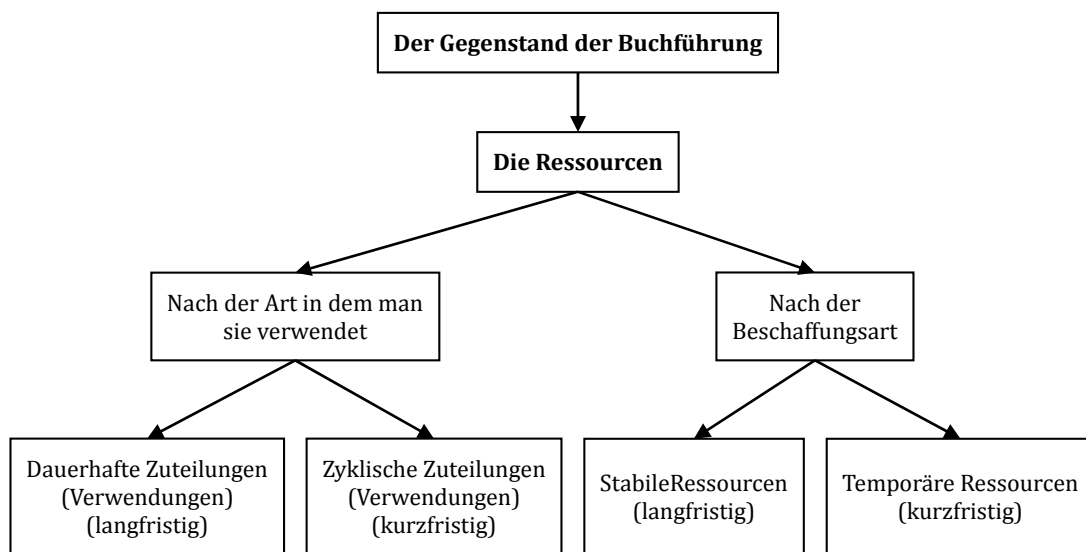 Der Gegenstand der Buchführung
Die Ressourcen
Nach der Art in dem man
sie verwendet
Nach der
Beschaffungsart
Dauerhafte Zuteilungen
(Verwendungen)
(langfristig)
Zyklische Zuteilungen
(Verwendungen)
(kurzfristig)
StabileRessourcen
(langfristig)
Temporäre Ressourcen
(kurzfristig)